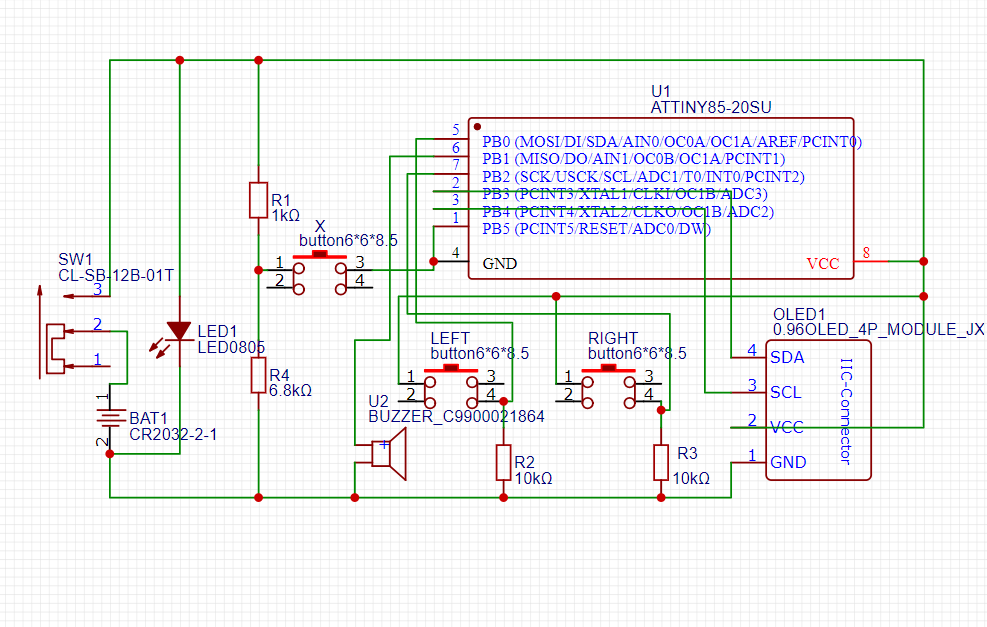 U1
ATTINY85-20SU
5
PB0 (MOSI/DI/SDA/AIN0/OC0A/OC1A/AREF/PCINT0)
6
PB1 (MISO/DO/AIN1/OC0B/OC1A/PCINT1)
7
PB2 (SCK/USCK/SCL/ADC1/T0/INT0/PCINT2)
2
PB3 (PCINT3/XTAL1/CLKI/OC1B/ADC3)
3
PB4 (PCINT4/XTAL2/CLKO/OC1B/ADC2)
1
PB5 (PCINT5/RESET/ADC0/DW)
4
GND
VCC
8
R1
1kΩ
X
button6*6*8.5
1
2
3
4
SW1
CL-SB-12B-01T
3
2
1
LED1
LED0805
R4
6.8kΩ
BAT1
CR2032-2-1
1
2
LEFT
button6*6*8.5
1
2
3
4
RIGHT
button6*6*8.5
1
2
3
4
U2
BUZZER_C9900021864
+
R2
10kΩ
R3
10kΩ
OLED1
0.96OLED_4P_MODULE_JX
4
SDA
3
SCL
2
VCC
1
GND
IIC-Connector